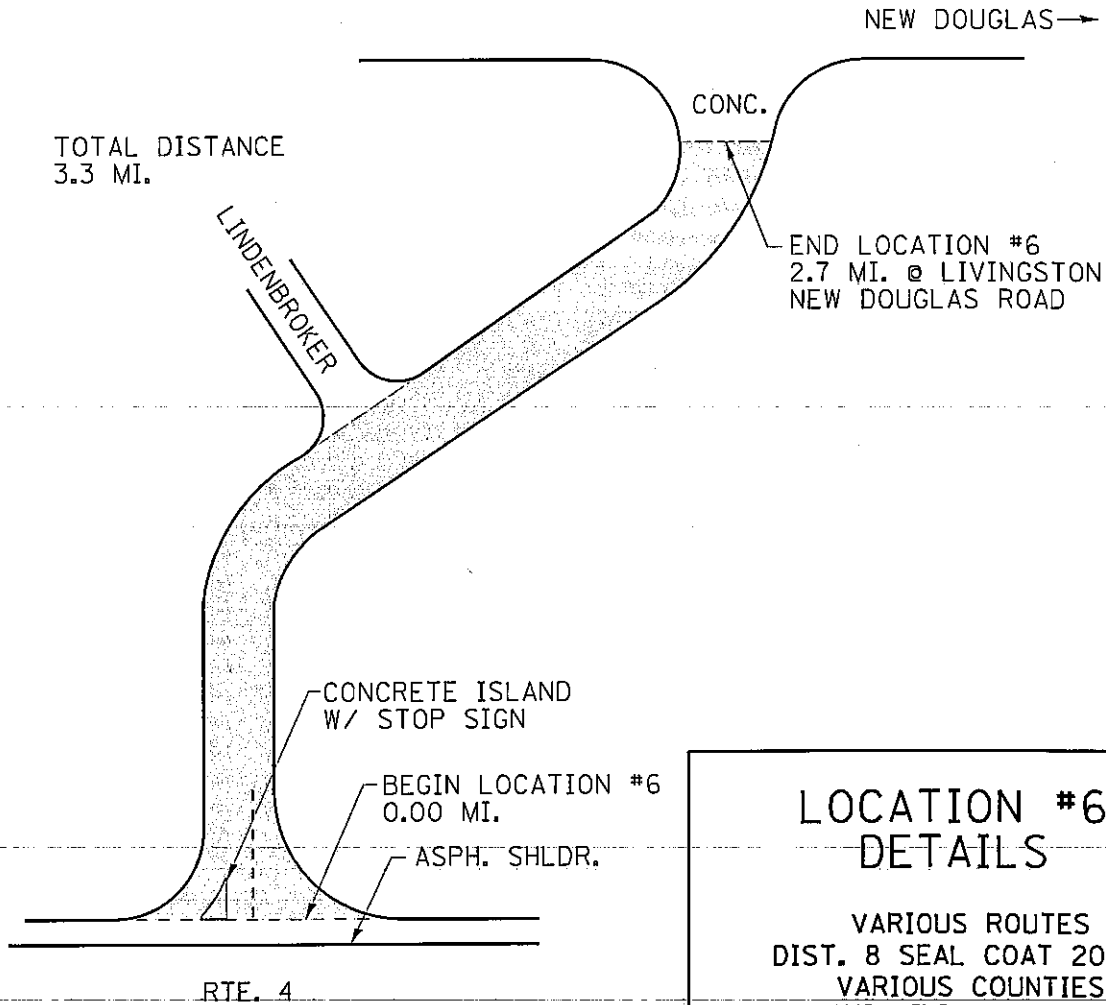 NEW DOUGLAS→
CONC.
TOTAL DISTANCE
3.3 MI.
LINDENBROKER
END LOCATION #6
2.7 MI. @ LIVINGSTON
NEW DOUGLAS ROAD
CONCRETE ISLAND
W/ STOP SIGN
BEGIN LOCATION #6
0.00 MI.
ASPH. SHLDR.
RTE. 4
LOCATION #6
DETAILS
VARIOUS ROUTES
DIST. 8 SEAL COAT 20
VARIOUS COUNTIES